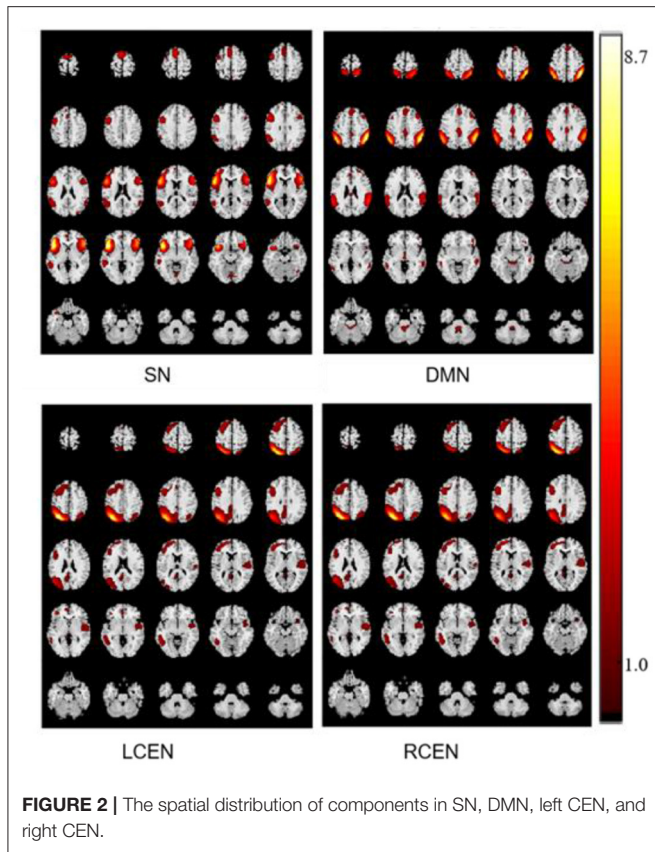 8.7
SN DMN
1.0
LCEN RCEN
FIGURE 2 | The spatial distribution of components in SN, DMN, left CEN, and
right CEN.